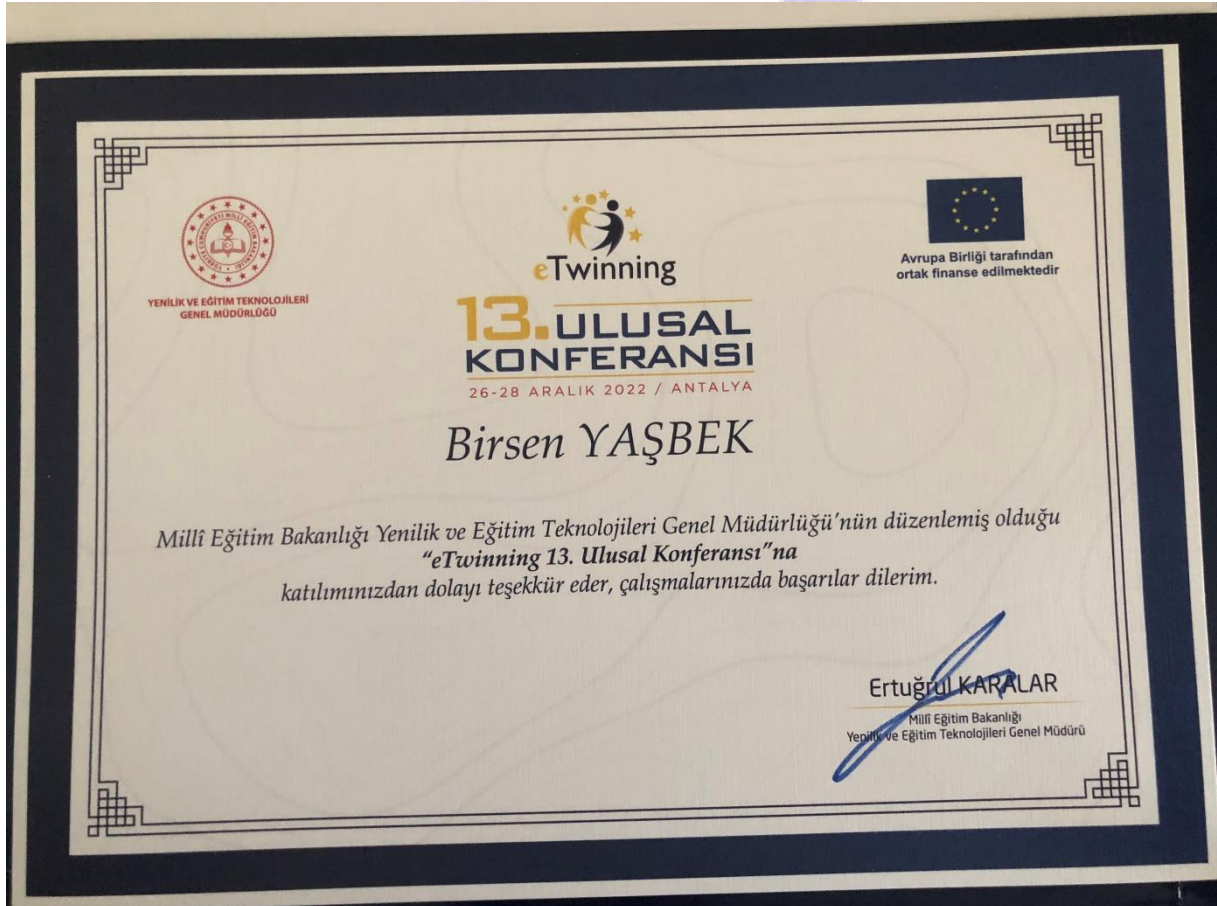 YENİLİK VE EĞİTİM TEKNOLOJİLERİ
GENEL MÜDÜRLÜĞÜ
eTwinning
Avrupa Birliği tarafından
ortak finanse edilmektedir
13. ULUSAL
KONFERANSI
26-28 ARALIK 2022 / ANTALYA
Birsen YAŞBEK
Millî Eğitim Bakanlığı Yenilik ve Eğitim Teknolojileri Genel Müdürlüğü'nün düzenlemiş olduğu
"eTwinning 13. Ulusal Konferansı"na
katılımınızdan dolayı teşekkür eder, çalışmalarınızda başarılar dilerim.
Ertuğrul KARALAR
Millî Eğitim Bakanlığı
Yenilik ve Eğitim Teknolojileri Genel Müdürü